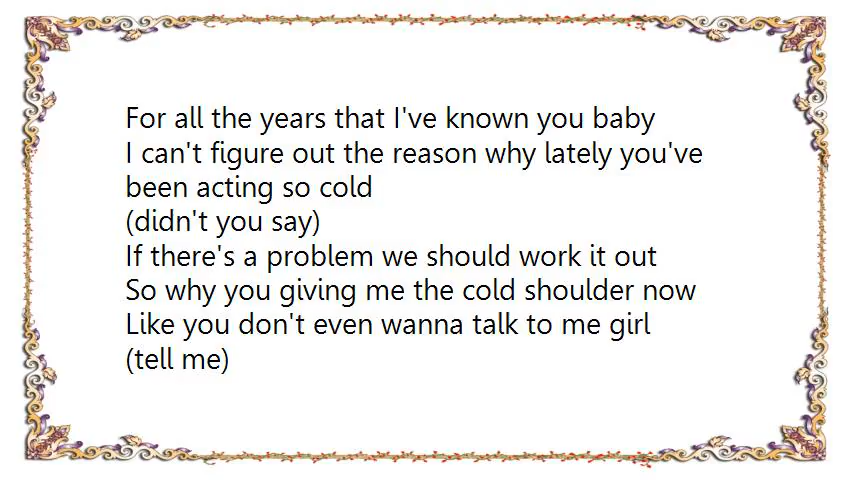 For all the years that I've known you baby
I can't figure out the reason why lately you've
been acting so cold
(didn't you say)
If there's a problem we should work it out
So why you giving me the cold shoulder now
Like you don't even wanna talk to me girl
(tell me)